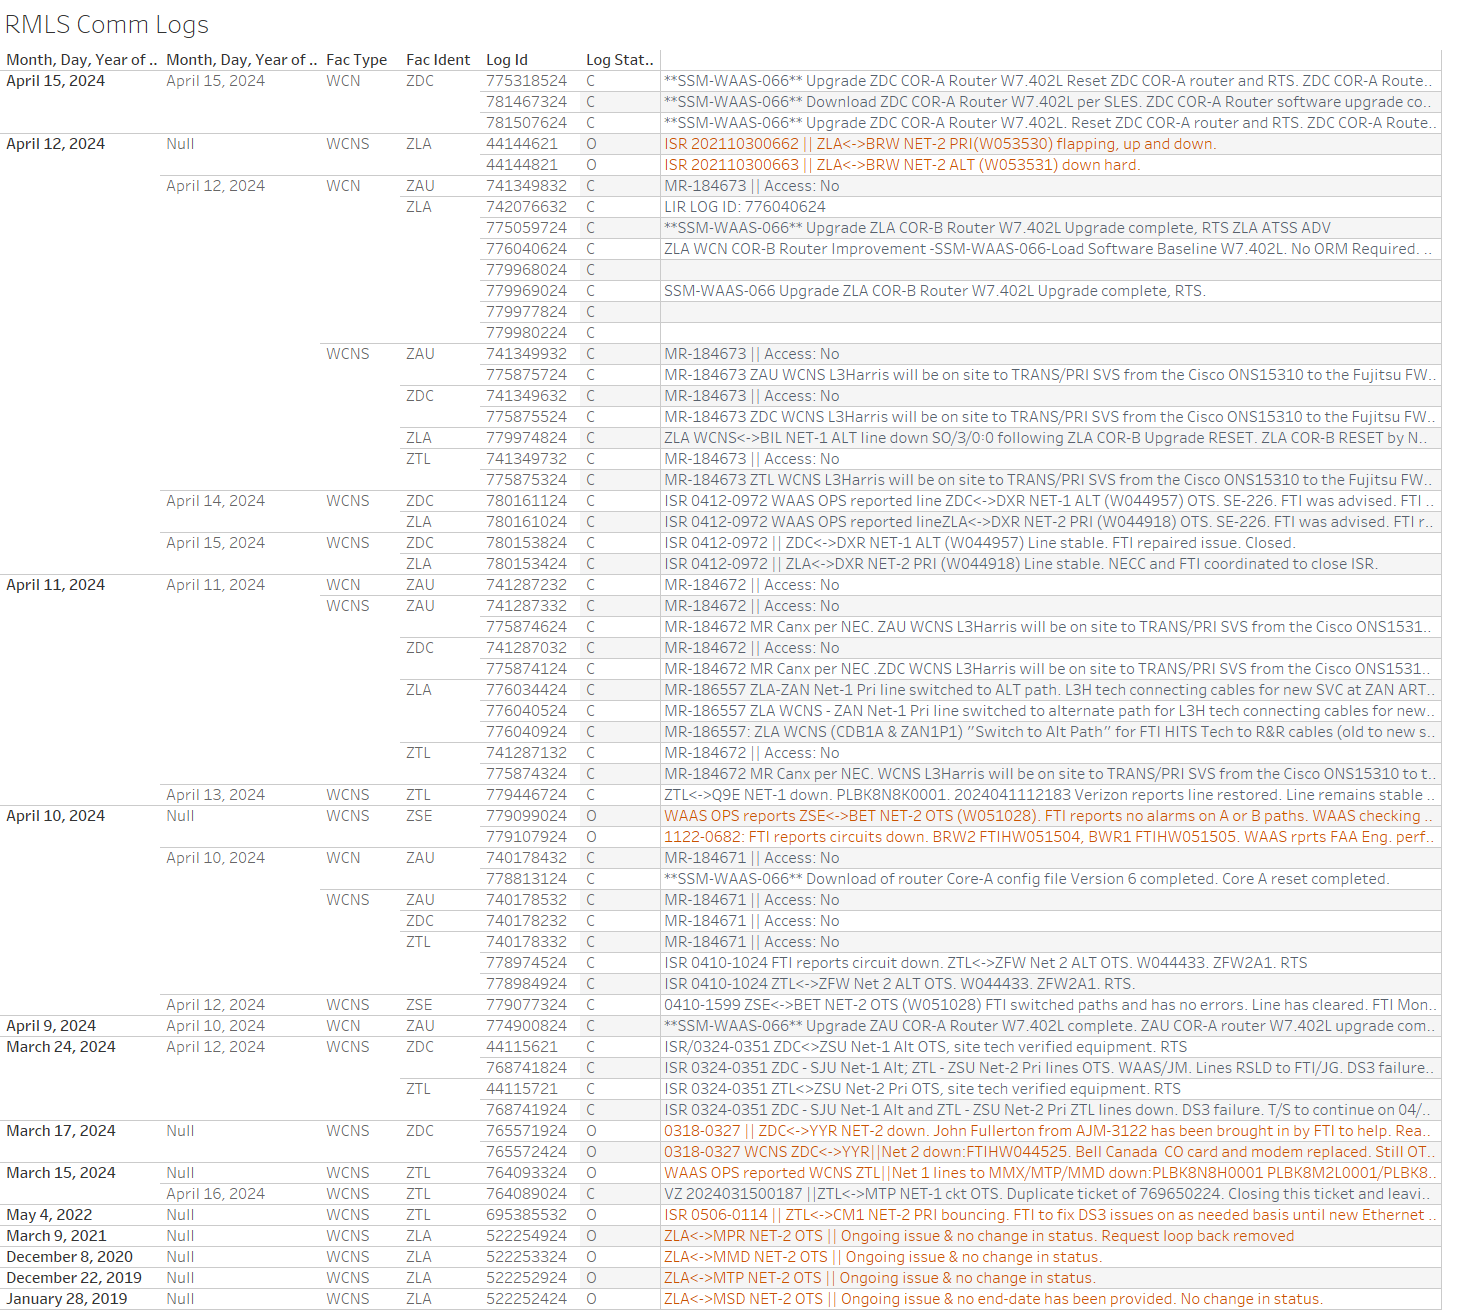 RMLS Comm Logs
Month, Day, Year of .. Month, Day, Year of .. Fac Type Fac Ident Log Id Log Stat..
April 15, 2024 April 15, 2024 WCN ZDC 775318524 C **SSM-WAAS-066** Upgrade ZDC COR-A Router W7.402L Reset ZDC COR-A router and RTS. ZDC COR-A Route..
781467324 C **SSM-WAAS-066** Download ZDC COR-A Router W7.402L per SLES. ZDC COR-A Router software upgrade co..
781507624 C **SSM-WAAS-066** Upgrade ZDC COR-A Router W7.402L. Reset ZDC COR-A router and RTS. ZDC COR-A Route..
April 12, 2024 Null WCNS ZLA 44144621 O ISR 202110300662 || ZLA<->BRW NET-2 PRI(W053530) flapping, up and down.
44144821 O ISR 202110300663 || ZLA<->BRW NET-2 ALT (W053531) down hard.
April 12, 2024 WCN ZAU 741349832 C MR-184673 || Access: No
ZLA 742076632 C LIR LOG ID: 776040624
775059724 C **SSM-WAAS-066** Upgrade ZLA COR-B Router W7.402L Upgrade complete, RTS ZLA ATSS ADV
776040624 C ZLA WCN COR-B Router Improvement -SSM-WAAS-066-Load Software Baseline W7.402L. No ORM Required. ..
779968024 C
779969024 C SSM-WAAS-066 Upgrade ZLA COR-B Router W7.402L Upgrade complete, RTS.
779977824 C
779980224 C
WCNS ZAU 741349932 C MR-184673 || Access: No
775875724 C MR-184673 ZAU WCNS L3Harris will be on site to TRANS/PRI SVS from the Cisco ONS15310 to the Fujitsu FW..
ZDC 741349632 C MR-184673 || Access: No
775875524 C MR-184673 ZDC WCNS L3Harris will be on site to TRANS/PRI SVS from the Cisco ONS15310 to the Fujitsu FW..
ZLA 779974824 C ZLA WCNS<->BIL NET-1 ALT line down SO/3/0:0 following ZLA COR-B Upgrade RESET. ZLA COR-B RESET by N..
ZTL 741349732 C MR-184673 || Access: No
775875324 C MR-184673 ZTL WCNS L3Harris will be on site to TRANS/PRI SVS from the Cisco ONS15310 to the Fujitsu FW..
April 14, 2024 WCNS ZDC 780161124 C ISR 0412-0972 WAAS OPS reported line ZDC<->DXR NET-1 ALT (W044957) OTS. SE-226. FTI was advised. FTI ..
ZLA 780161024 C ISR 0412-0972 WAAS OPS reported lineZLA<->DXR NET-2 PRI (W044918) OTS. SE-226. FTI was advised. FTI r..
April 15, 2024 WCNS ZDC 780153824 C ISR 0412-0972 || ZDC<->DXR NET-1 ALT (W044957) Line stable. FTI repaired issue. Closed.
ZLA 780153424 C ISR 0412-0972 || ZLA<->DXR NET-2 PRI (W044918) Line stable. NECC and FTI coordinated to close ISR.
April 11, 2024 April 11, 2024 WCN ZAU 741287232 C MR-184672 || Access: No
WCNS ZAU 741287332 C MR-184672 || Access: No
775874624 C MR-184672 MR Canx per NEC. ZAU WCNS L3Harris will be on site to TRANS/PRI SVS from the Cisco ONS1531..
ZDC 741287032 C MR-184672 || Access: No
775874124 C MR-184672 MR Canx per NEC .ZDC WCNS L3Harris will be on site to TRANS/PRI SVS from the Cisco ONS1531..
ZLA 776034424 C MR-186557 ZLA-ZAN Net-1 Pri line switched to ALT path. L3H tech connecting cables for new SVC at ZAN ART..
776040524 C MR-186557 ZLA WCNS - ZAN Net-1 Pri line switched to alternate path for L3H tech connecting cables for new..
776040924 C MR-186557: ZLA WCNS (CDB1A & ZAN1P1) "Switch to Alt Path" for FTI HITS Tech to R&R cables (old to new s..
ZTL 741287132 C MR-184672 || Access: No
775874324 C MR-184672 MR Canx per NEC. WCNS L3Harris will be on site to TRANS/PRI SVS from the Cisco ONS15310 to t..
April 13, 2024 WCNS ZTL 779446724 C ZTL<->Q9E NET-1 down. PLBK8N8K0001. 2024041112183 Verizon reports line restored. Line remains stable ..
April 10, 2024 Null WCNS ZSE 779099024 O WAAS OPS reports ZSE<->BET NET-2 OTS (W051028). FTI reports no alarms on A or B paths. WAAS checking ..
779107924 O 1122-0682: FTI reports circuits down. BRW2 FTIHW051504, BWR1 FTIHW051505. WAAS rprts FAA Eng. perf..
April 10, 2024 WCN ZAU 740178432 C MR-184671 || Access: No
778813124 C **SSM-WAAS-066** Download of router Core-A config file Version 6 completed. Core A reset completed.
WCNS ZAU 740178532 C MR-184671 || Access: No
ZDC 740178232 C MR-184671 || Access: No
ZTL 740178332 C MR-184671 || Access: No
778974524 C ISR 0410-1024 FTI reports circuit down. ZTL<->ZFW Net 2 ALT OTS. W044433. ZFW2A1. RTS
778984924 C ISR 0410-1024 ZTL<->ZFW Net 2 ALT OTS. W044433. ZFW2A1. RTS.
April 12, 2024 WCNS ZSE 779077324 C 0410-1599 ZSE<->BET NET-2 OTS (W051028) FTI switched paths and has no errors. Line has cleared. FTI Mon..
April 9, 2024 April 10, 2024 WCN ZAU 774900824 C **SSM-WAAS-066** Upgrade ZAU COR-A Router W7.402L complete. ZAU COR-A router W7.402L upgrade com..
March 24, 2024 April 12, 2024 WCNS ZDC 44115621 C ISR/0324-0351 ZDC<>ZSU Net-1 Alt OTS, site tech verified equipment. RTS
768741824 C ISR 0324-0351 ZDC - SJU Net-1 Alt; ZTL - ZSU Net-2 Pri lines OTS. WAAS/JM. Lines RSLD to FTI/JG. DS3 failure..
ZTL 44115721 C ISR 0324-0351 ZTL<>ZSU Net-2 Pri OTS, site tech verified equipment. RTS
768741924 C ISR 0324-0351 ZDC - SJU Net-1 Alt and ZTL - ZSU Net-2 Pri ZTL lines down. DS3 failure. T/S to continue on 04/..
March 17, 2024 Null WCNS ZDC 765571924 O 0318-0327 || ZDC<->YYR NET-2 down. John Fullerton from AJM-3122 has been brought in by FTI to help. Rea..
765572424 O 0318-0327 WCNS ZDC<->YYR||Net 2 down:FTIHW044525. Bell Canada CO card and modem replaced. Still OT..
March 15, 2024 Null WCNS ZTL 764093324 O WAAS OPS reported WCNS ZTL||Net 1 lines to MMX/MTP/MMD down:PLBK8N8H0001 PLBK8M2L0001/PLBK8..
April 16, 2024 WCNS ZTL 764089024 C VZ 2024031500187 ||ZTL<->MTP NET-1 ckt OTS. Duplicate ticket of 769650224. Closing this ticket and leavi..
May 4, 2022 Null WCNS ZTL 695385532 O ISR 0506-0114 || ZTL<->CM1 NET-2 PRI bouncing. FTI to fix DS3 issues on as needed basis until new Ethernet ..
March 9, 2021 Null WCNS ZLA 522254924 O ZLA<->MPR NET-2 OTS || Ongoing issue & no change in status. Request loop back removed
December 8, 2020 Null WCNS ZLA 522253324 O ZLA<->MMD NET-2 OTS || Ongoing issue & no change in status.
December 22, 2019 Null WCNS ZLA 522252924 O ZLA<->MTP NET-2 OTS || Ongoing issue & no change in status.
January 28, 2019 Null WCNS ZLA 522252424 O ZLA<->MSD NET-2 OTS || Ongoing issue & no end-date has been provided. No change in status.